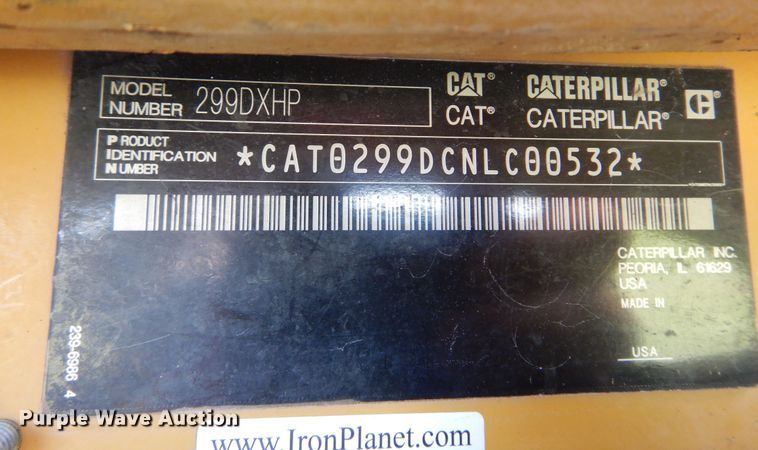 MODEL NUMBER 299DXHP
CAT® CATERPILLAR®
CAT® CATERPILLAR®
PRODUCT IDENTIFICATION NUMBER *CAT0299DCNLC00532*
CATERPILLAR INC.
PEORIA, IL 61629
USA
MADE IN
USA
239-6986 4
Purple Wave Auction
www.IronPlanet.com